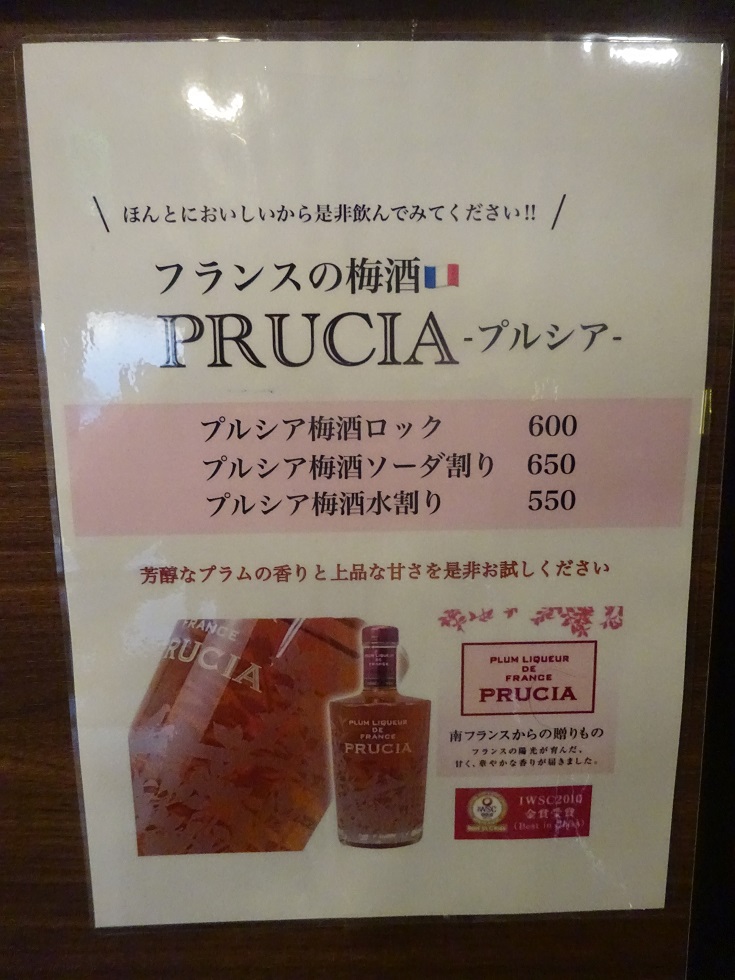 \ ほんとにおいしいから是非飲んでみてください!! /
フランスの梅酒🇫🇷
PRUCIA -プルシア-
プルシア梅酒ロック 600
プルシア梅酒ソーダ割り 650
プルシア梅酒水割り 550
芳醇なプラムの香りと上品な甘さを是非お試しください
FRANCE
PRUCIA
PLUM LIQUEUR
DE
FRANCE
PRUCIA
PLUM LIQUEUR
DE
FRANCE
PRUCIA
南フランスからの贈りもの
フランスの陽光が育んだ、
甘く、華やかな香りが届きました。
IWSC
IWSC2010
金賞受賞
(Best in Class)